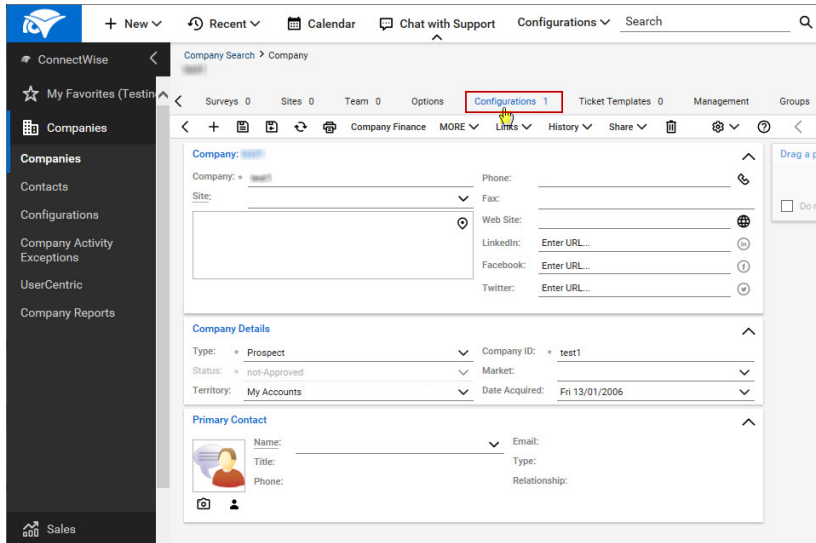 + New Recent Calendar Chat with Support Configurations Search
ConnectWise
Company Search > Company
My Favorites (Testin
Surveys 0 Sites 0 Team 0 Options Configurations 1 Ticket Templates 0 Management Groups
Companies
Company Finance MORE Links History Share
Companies
Contacts
Configurations
Company Activity
Exceptions
UserCentric
Company Reports
Sales
Company:
Company: *
Site:
Phone:
Fax:
Web Site:
LinkedIn: Enter URL...
Facebook: Enter URL...
Twitter: Enter URL...
Drag a
Do
Company Details
Type: * Prospect Company ID: * test1
Status: * not-Approved Market:
Territory: My Accounts Date Acquired: Fri 13/01/2006
Primary Contact
Name: Email:
Title: Type:
Phone: Relationship: